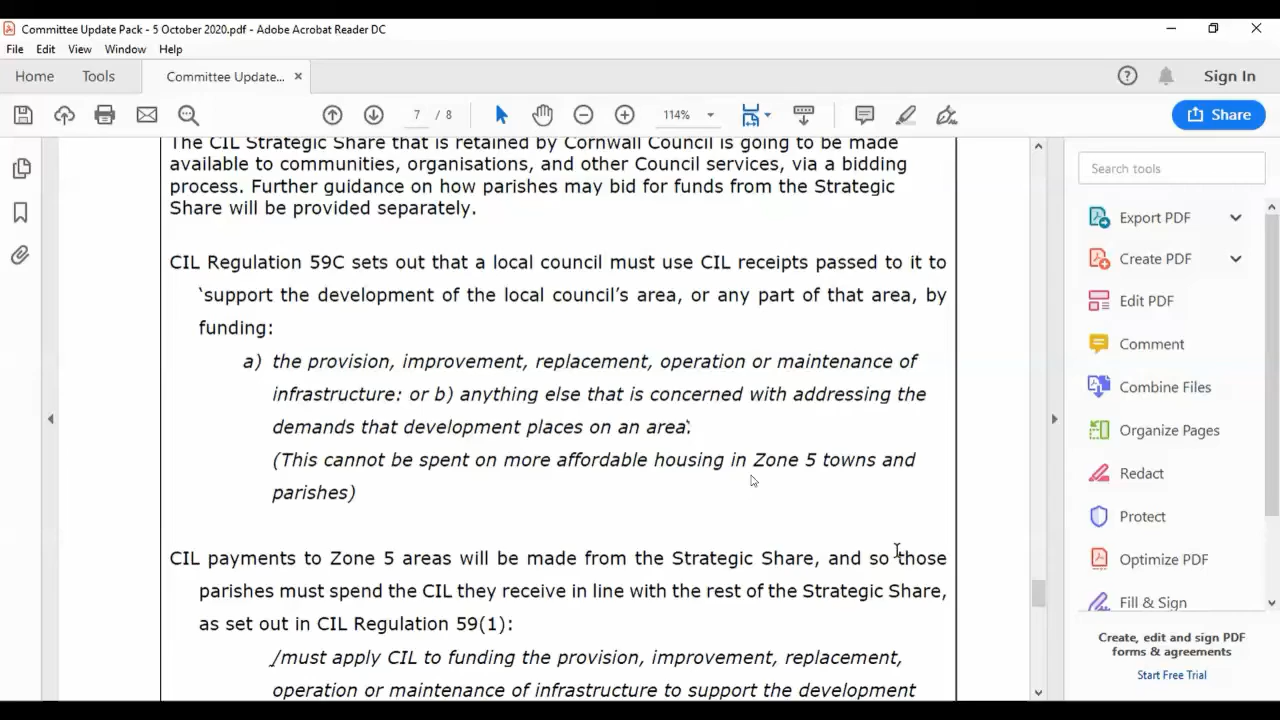 Committee Update Pack - 5 October 2020.pdf - Adobe Acrobat Reader DC
File Edit View Window Help
Home Tools Committee Update... × Sign In
7 / 8 114% Share
The CIL Strategic Share that is retained by Cornwall Council is going to be made
available to communities, organisations, and other Council services, via a bidding
process. Further guidance on how parishes may bid for funds from the Strategic
Share will be provided separately.
CIL Regulation 59C sets out that a local council must use CIL receipts passed to it to
‘support the development of the local council’s area, or any part of that area, by
funding:
a) the provision, improvement, replacement, operation or maintenance of
infrastructure: or b) anything else that is concerned with addressing the
demands that development places on an area’.
(This cannot be spent on more affordable housing in Zone 5 towns and
parishes)
CIL payments to Zone 5 areas will be made from the Strategic Share, and so those
parishes must spend the CIL they receive in line with the rest of the Strategic Share,
as set out in CIL Regulation 59(1):
./must apply CIL to funding the provision, improvement, replacement,
operation or maintenance of infrastructure to support the development
Search tools
Export PDF
Create PDF
Edit PDF
Comment
Combine Files
Organize Pages
Redact
Protect
Optimize PDF
Fill & Sign
Create, edit and sign PDF
forms & agreements
Start Free Trial